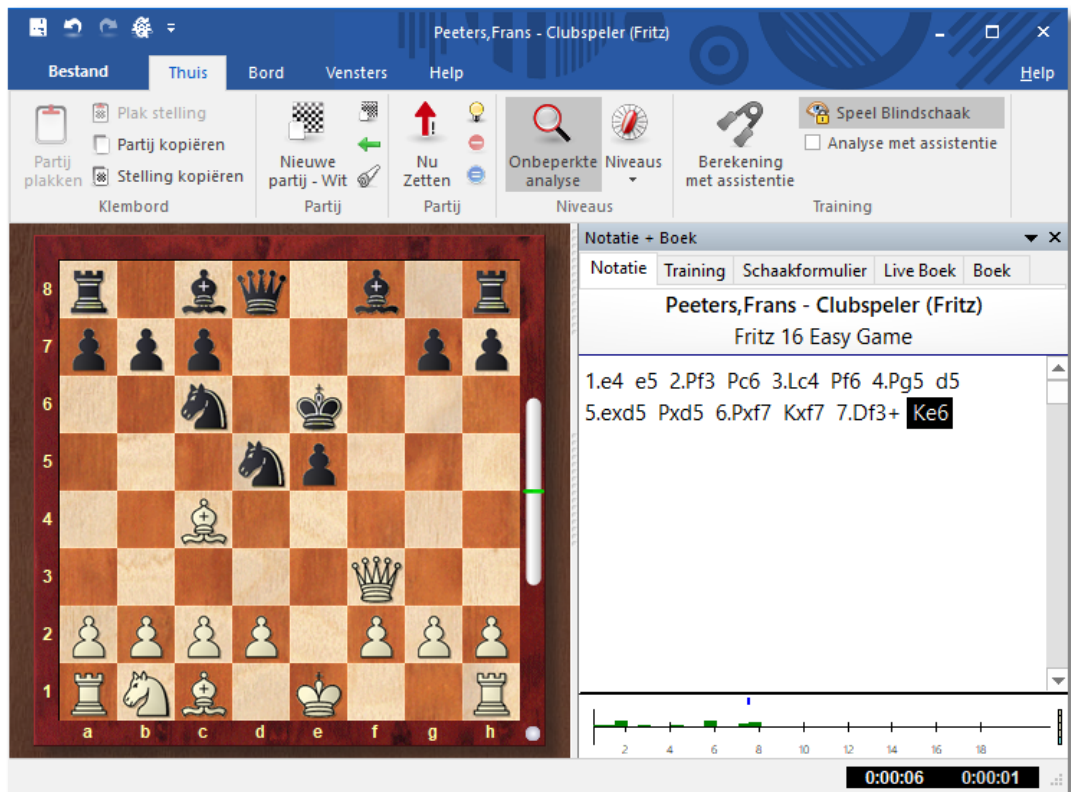 Peeters,Frans - Clubspeler (Fritz)
Bestand Thuis Bord Vensters Help Help
Partij plakken
Plak stelling
Partij kopiëren
Stelling kopiëren
Klembord
Nieuwe partij - Wit
Partij
Nu Zetten
Partij
Onbeperkte analyse
Niveaus
Niveaus
Berekening met assistentie
Speel Blindschaak
Analyse met assistentie
Training
8
7
6
5
4
3
2
1
a b c d e f g h
Notatie + Boek
Notatie Training Schaakformulier Live Boek Boek
Peeters,Frans - Clubspeler (Fritz)
Fritz 16 Easy Game
1.e4 e5 2.Pf3 Pc6 3.Lc4 Pf6 4.Pg5 d5
5.exd5 Pxd5 6.Pxf7 Kxf7 7.Df3+ Ke6
2 4 6 8 10 12 14 16 18
0:00:06 0:00:01